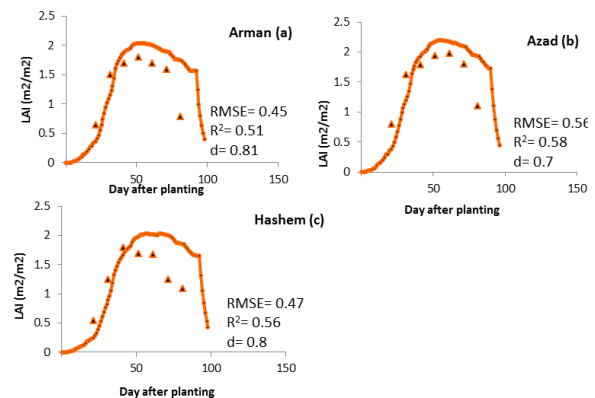 Arman (a)
2.5
2
1.5
1
0.5
0
LAI (m2/m2)
RMSE= 0.45
R²= 0.51
d= 0.81
0
50
100
150
Day after planting
Azad (b)
2.5
2
1.5
1
0.5
0
LAI (m2/m2)
RMSE= 0.56
R²= 0.58
d= 0.7
0
50
100
150
Day after planting
Hashem (c)
2.5
2
1.5
1
0.5
0
LAI (m2/m2)
RMSE= 0.47
R²= 0.56
d= 0.8
0
50
100
150
Day after planting